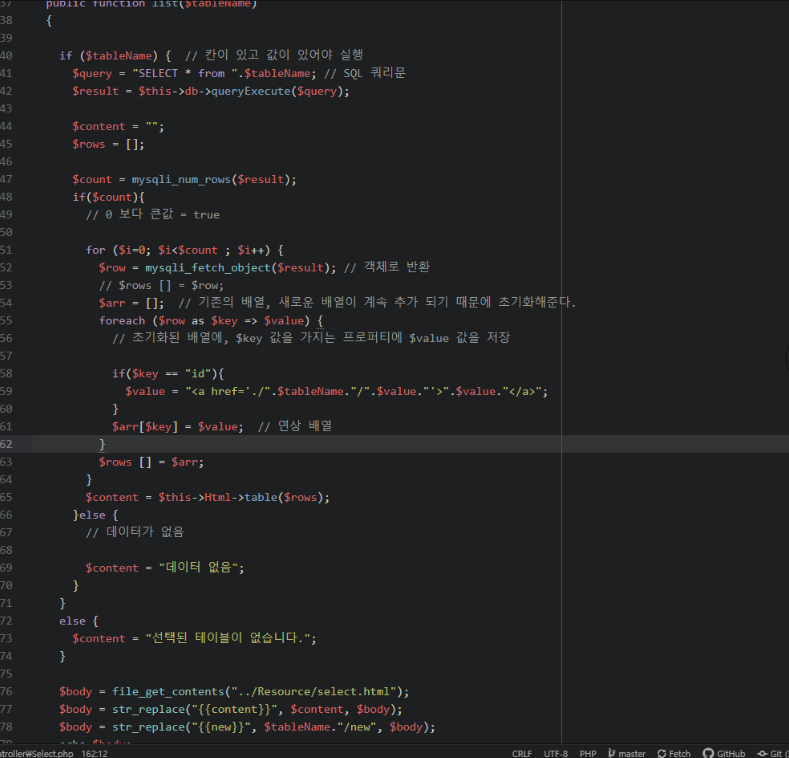 37 public function list($tableName)
38 {
39
40 if ($tableName) { // 칸이 있고 값이 있어야 실행
41 $query = "SELECT * from ".$tableName; // SQL 쿼리문
42 $result = $this->db->queryExecute($query);
43
44 $content = "";
45 $rows = [];
46
47 $count = mysqli_num_rows($result);
48 if($count){
49 // 0 보다 큰값 = true
50
51 for ($i=0; $i<$count ; $i++) {
52 $row = mysqli_fetch_object($result); // 객체로 반환
53 // $rows [] = $row;
54 $arr = []; // 기존의 배열, 새로운 배열이 계속 추가 되기 때문에 초기화해준다.
55 foreach ($row as $key => $value) {
56 // 초기화된 배열에, $key 값을 가지는 프로퍼티에 $value 값을 저장
57
58 if($key == "id"){
59 $value = "<a href='./".$tableName."/".$value."'>".$value."</a>";
60 }
61 $arr[$key] = $value; // 연상 배열
62 }
63 $rows [] = $arr;
64 }
65 $content = $this->Html->table($rows);
66 }else {
67 // 데이터가 없음
68
69 $content = "데이터 없음";
70 }
71 }
72 else {
73 $content = "선택된 테이블이 없습니다.";
74 }
75
76 $body = file_get_contents("../Resource/select.html");
77 $body = str_replace("{{content}}", $content, $body);
78 $body = str_replace("{{new}}", $tableName."/new", $body);
79 echo $body;
ntroller#Select.php 162:12 CRLF UTF-8 PHP master Fetch GitHub Git